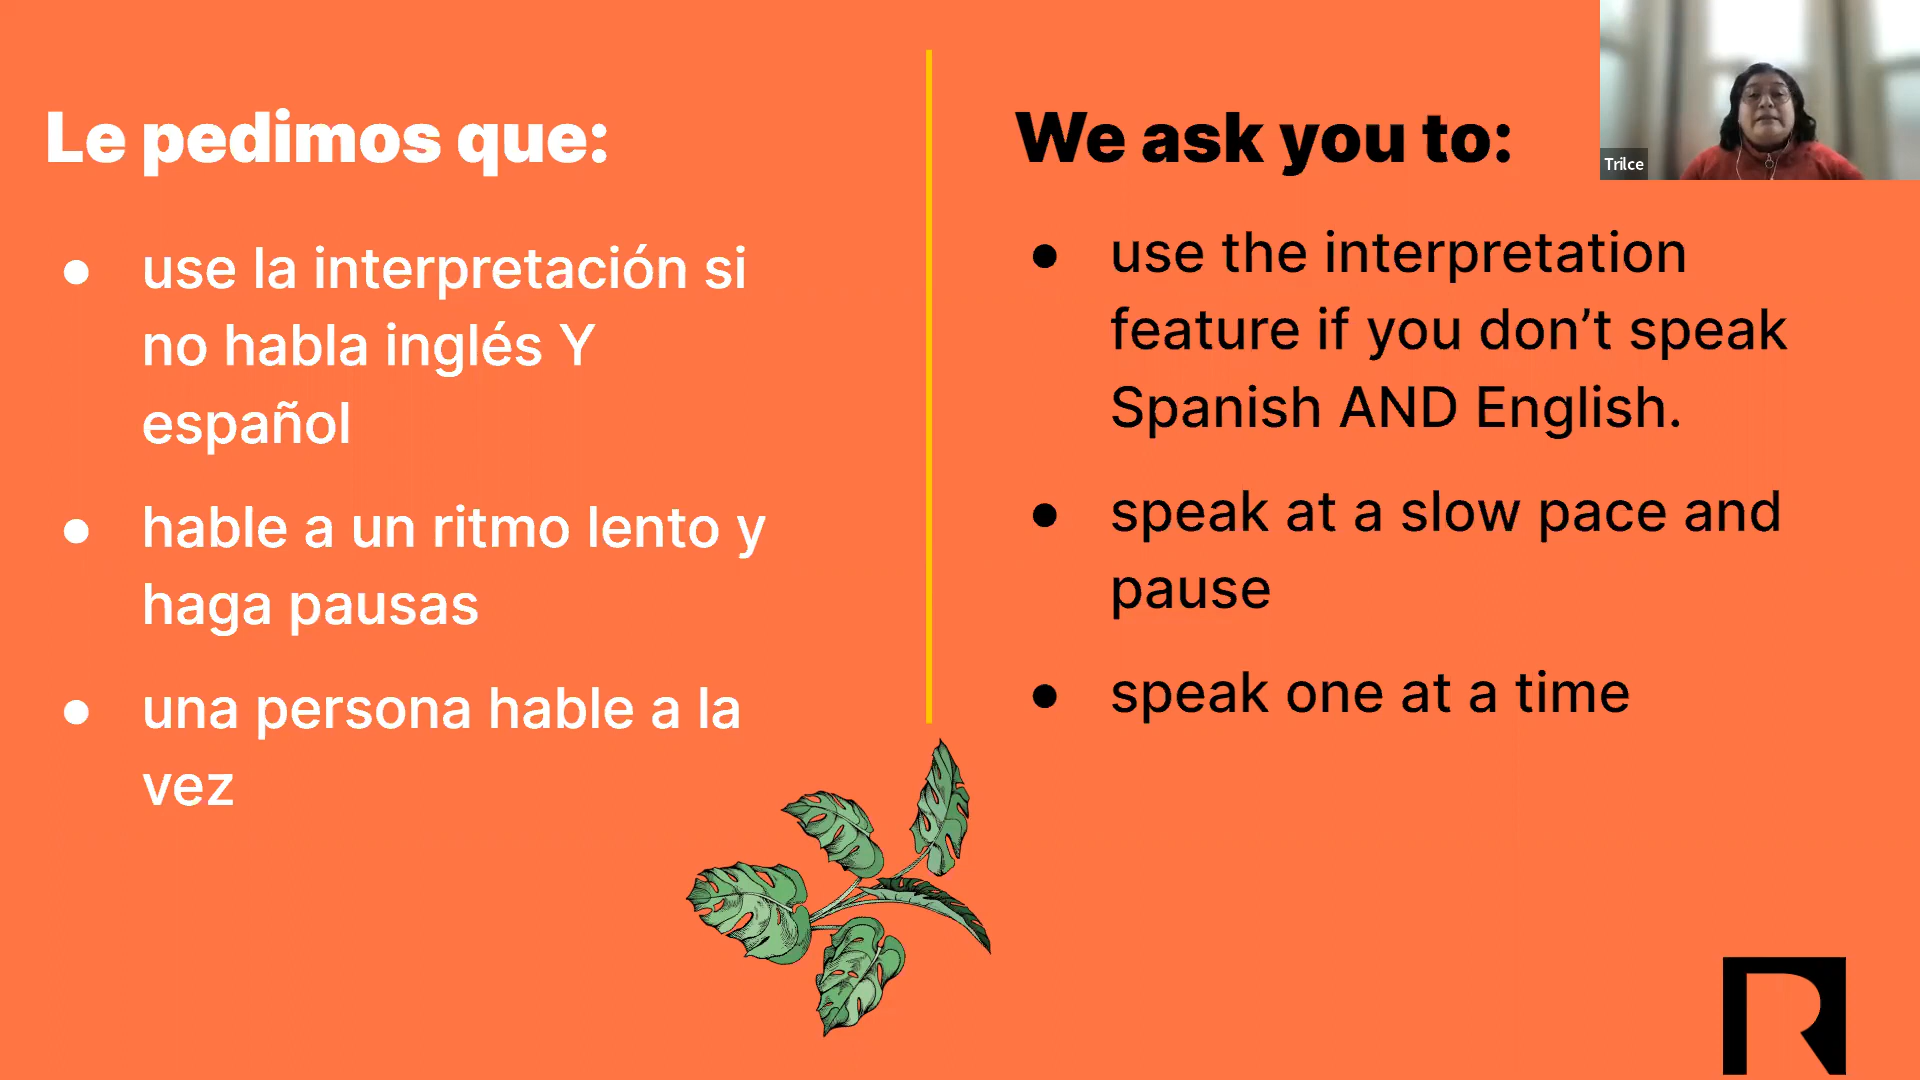 Le pedimos que:
● use la interpretación si
no habla inglés Y
español
● hable a un ritmo lento y
haga pausas
● una persona hable a la
vez
We ask you to:
● use the interpretation
feature if you don’t speak
Spanish AND English.
● speak at a slow pace and
pause
● speak one at a time
Trilce
R